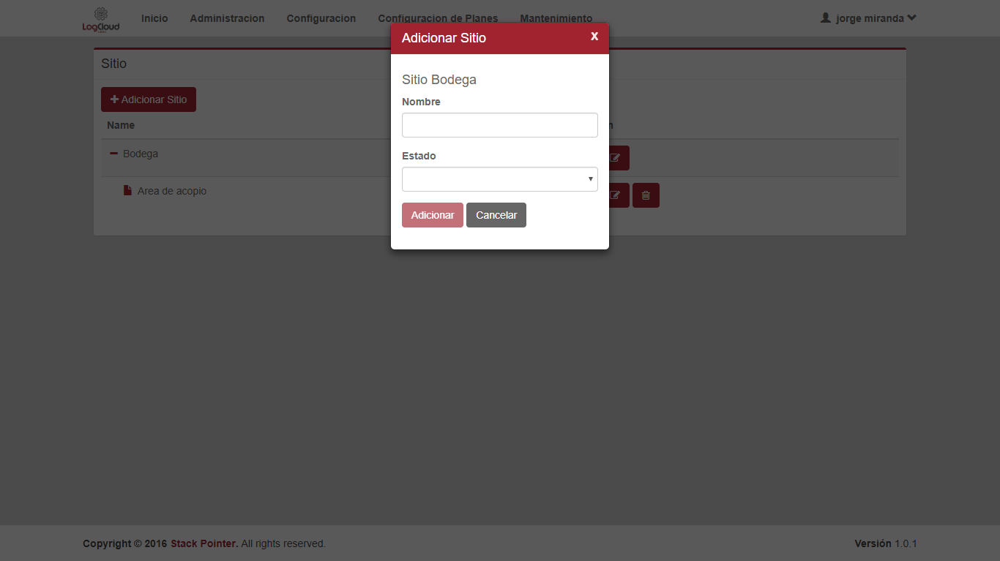 LogCloud
Inicio Administracion Configuracion Configuracion de Planes Mantenimiento jorge miranda
Adicionar Sitio X
Sitio
Sitio Bodega
+ Adicionar Sitio
Nombre
Name
Bodega
Estado
Area de acopio
Adicionar Cancelar
Copyright © 2016 Stack Pointer. All rights reserved. Versión 1.0.1